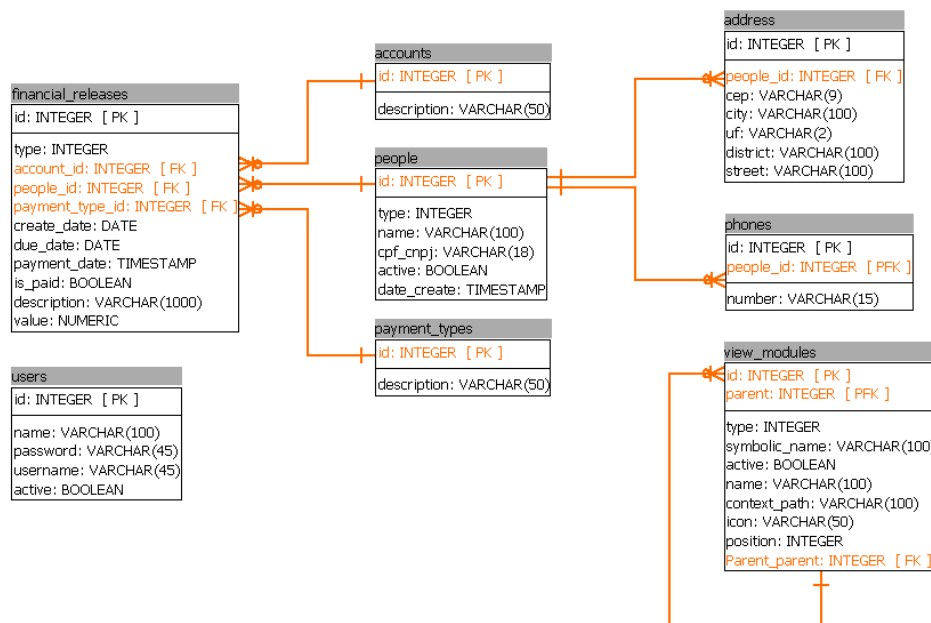 financial_releases
id: INTEGER [ PK ]
type: INTEGER
account_id: INTEGER [ FK ]
people_id: INTEGER [ FK ]
payment_type_id: INTEGER [ FK ]
create_date: DATE
due_date: DATE
payment_date: TIMESTAMP
is_paid: BOOLEAN
description: VARCHAR(1000)
value: NUMERIC
users
id: INTEGER [ PK ]
name: VARCHAR(100)
password: VARCHAR(45)
username: VARCHAR(45)
active: BOOLEAN
accounts
id: INTEGER [ PK ]
description: VARCHAR(50)
people
id: INTEGER [ PK ]
type: INTEGER
name: VARCHAR(100)
cpf_cnpj: VARCHAR(18)
active: BOOLEAN
date_create: TIMESTAMP
payment_types
id: INTEGER [ PK ]
description: VARCHAR(50)
address
id: INTEGER [ PK ]
people_id: INTEGER [ FK ]
cep: VARCHAR(9)
city: VARCHAR(100)
uf: VARCHAR(2)
district: VARCHAR(100)
street: VARCHAR(100)
phones
id: INTEGER [ PK ]
people_id: INTEGER [ PFK ]
number: VARCHAR(15)
view_modules
id: INTEGER [ PK ]
parent: INTEGER [ PFK ]
type: INTEGER
symbolic_name: VARCHAR(100
active: BOOLEAN
name: VARCHAR(100)
context_path: VARCHAR(100)
icon: VARCHAR(50)
position: INTEGER
Parent_parent: INTEGER [ FK ]